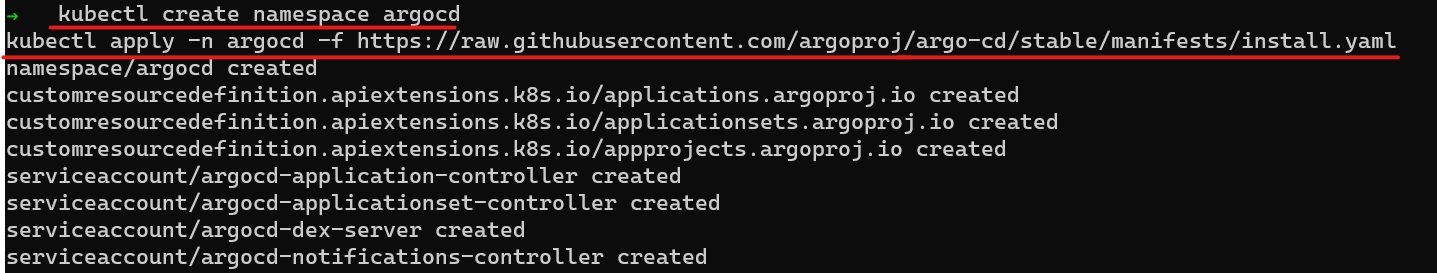 → kubectl create namespace argocd
kubectl apply -n argocd -f https://raw.githubusercontent.com/argoproj/argo-cd/stable/manifests/install.yaml
namespace/argocd created
customresourcedefinition.apiextensions.k8s.io/applications.argoproj.io created
customresourcedefinition.apiextensions.k8s.io/applicationsets.argoproj.io created
customresourcedefinition.apiextensions.k8s.io/appprojects.argoproj.io created
serviceaccount/argocd-application-controller created
serviceaccount/argocd-applicationset-controller created
serviceaccount/argocd-dex-server created
serviceaccount/argocd-notifications-controller created